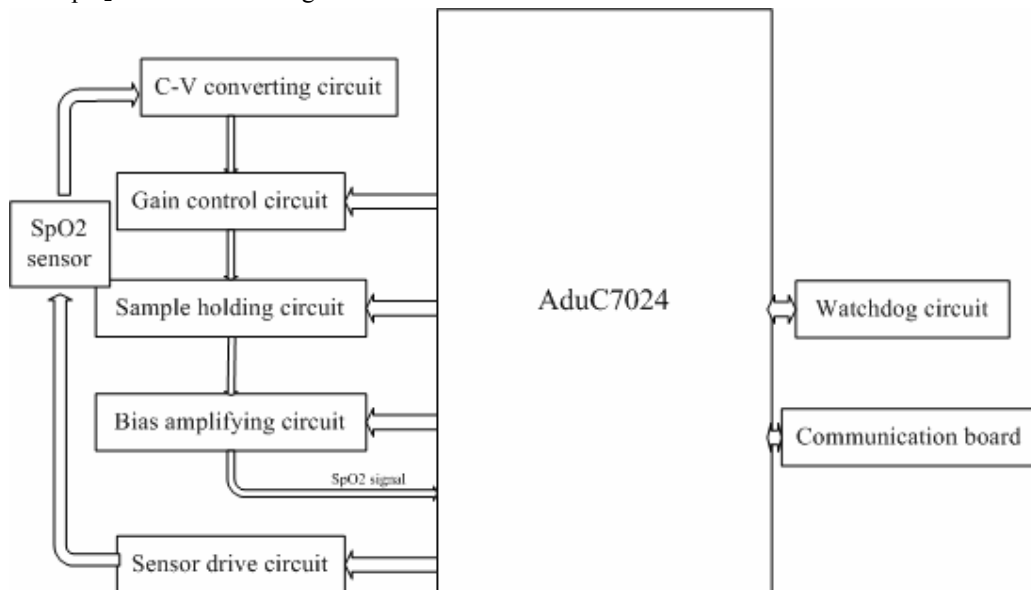 C-V converting circuit
Gain control circuit
SpO2
sensor
Sample holding circuit
Bias amplifying circuit
SpO2 signal
Sensor drive circuit
AduC7024
Watchdog circuit
Communication board